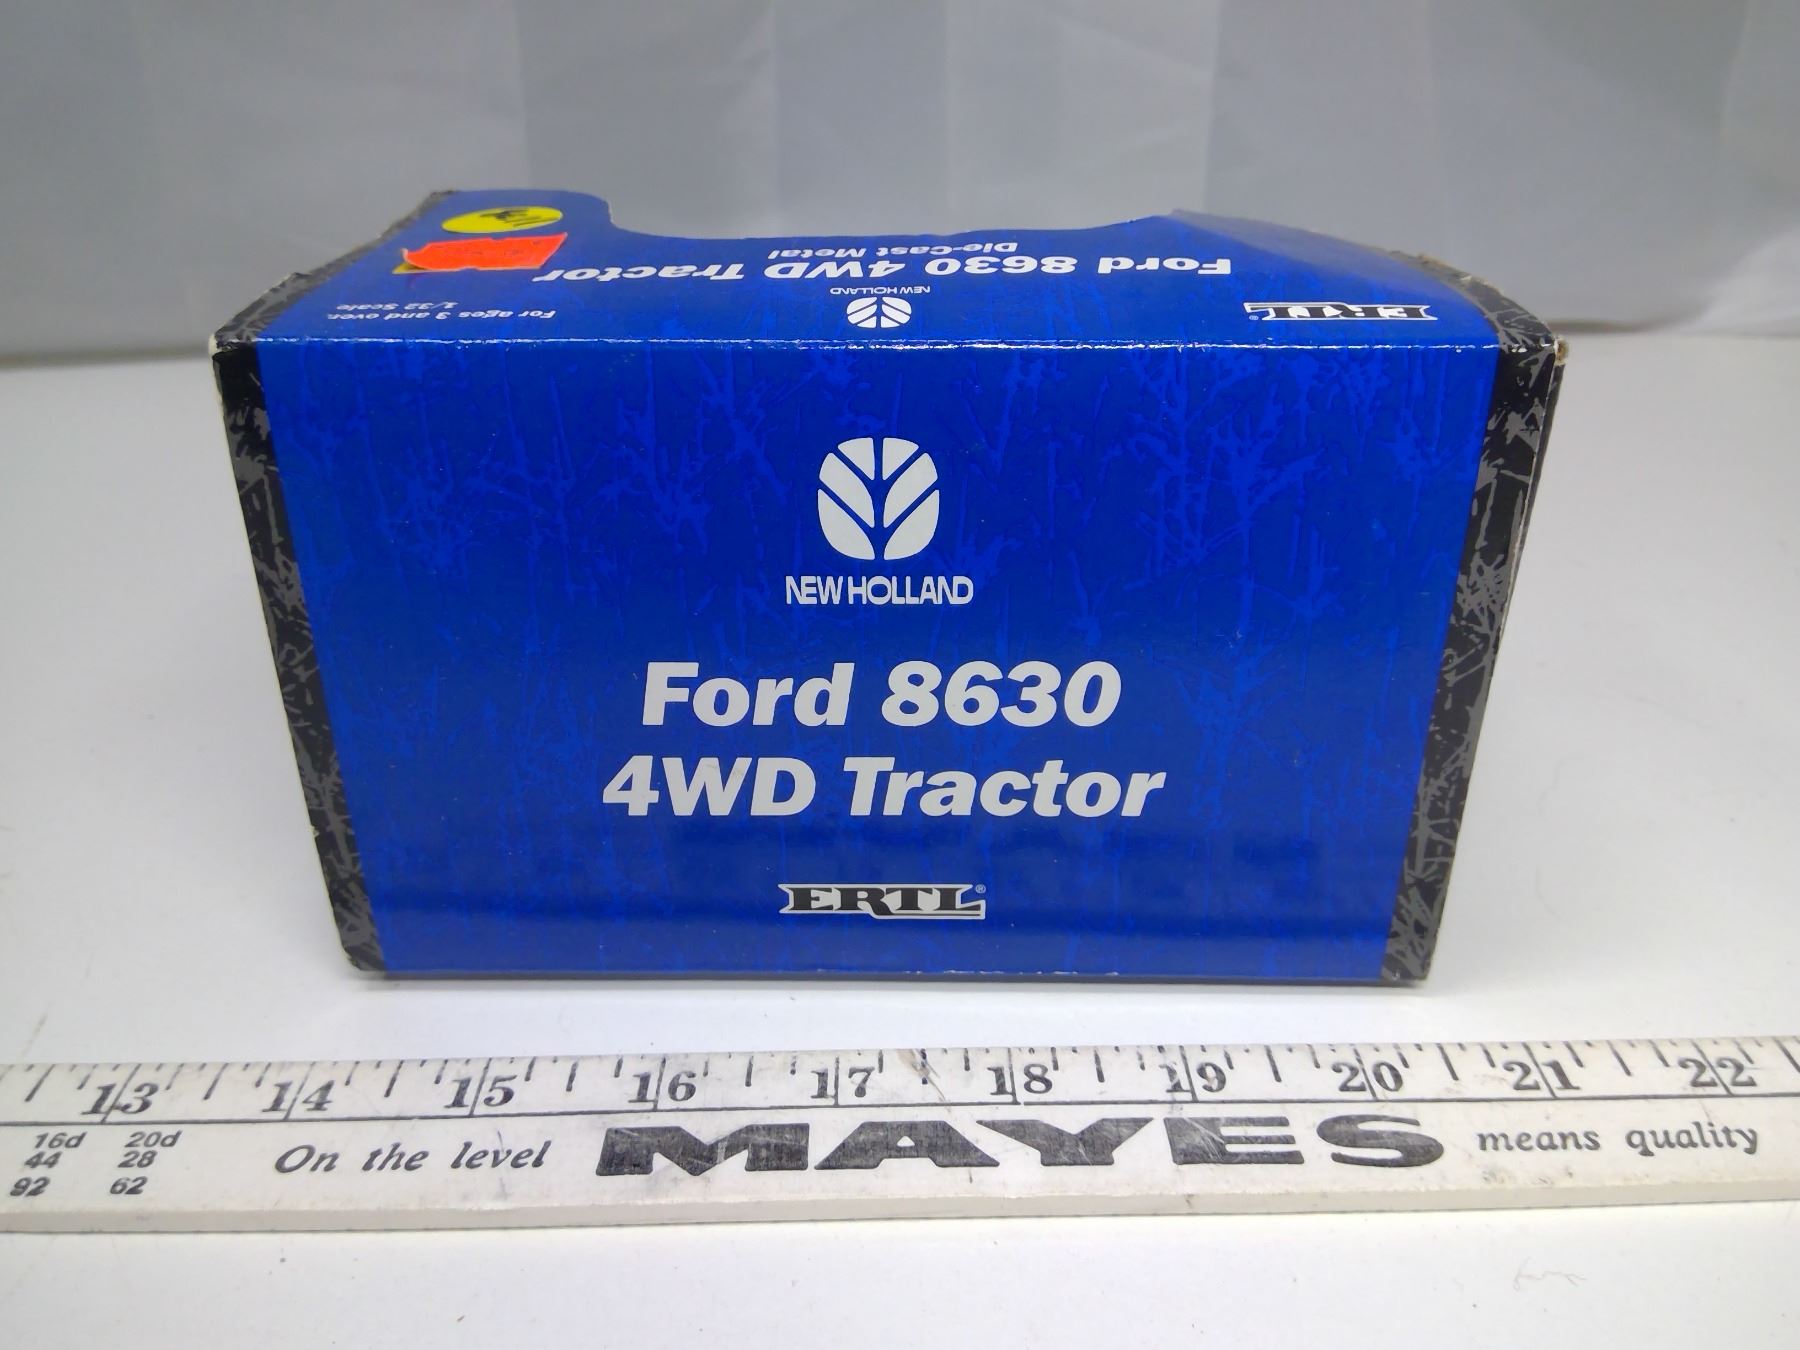 Ford 8630 4WD Tractor
Die-Cast Metal
NEW HOLLAND
For ages 3 and over.
1/32 Scale
ERTL®
NEW HOLLAND
Ford 8630
4WD Tractor
ERTL®
13 14 15 16 17 18 19 20 21 22
16d 20d
44 28
92 62
On the level MAYES means quality